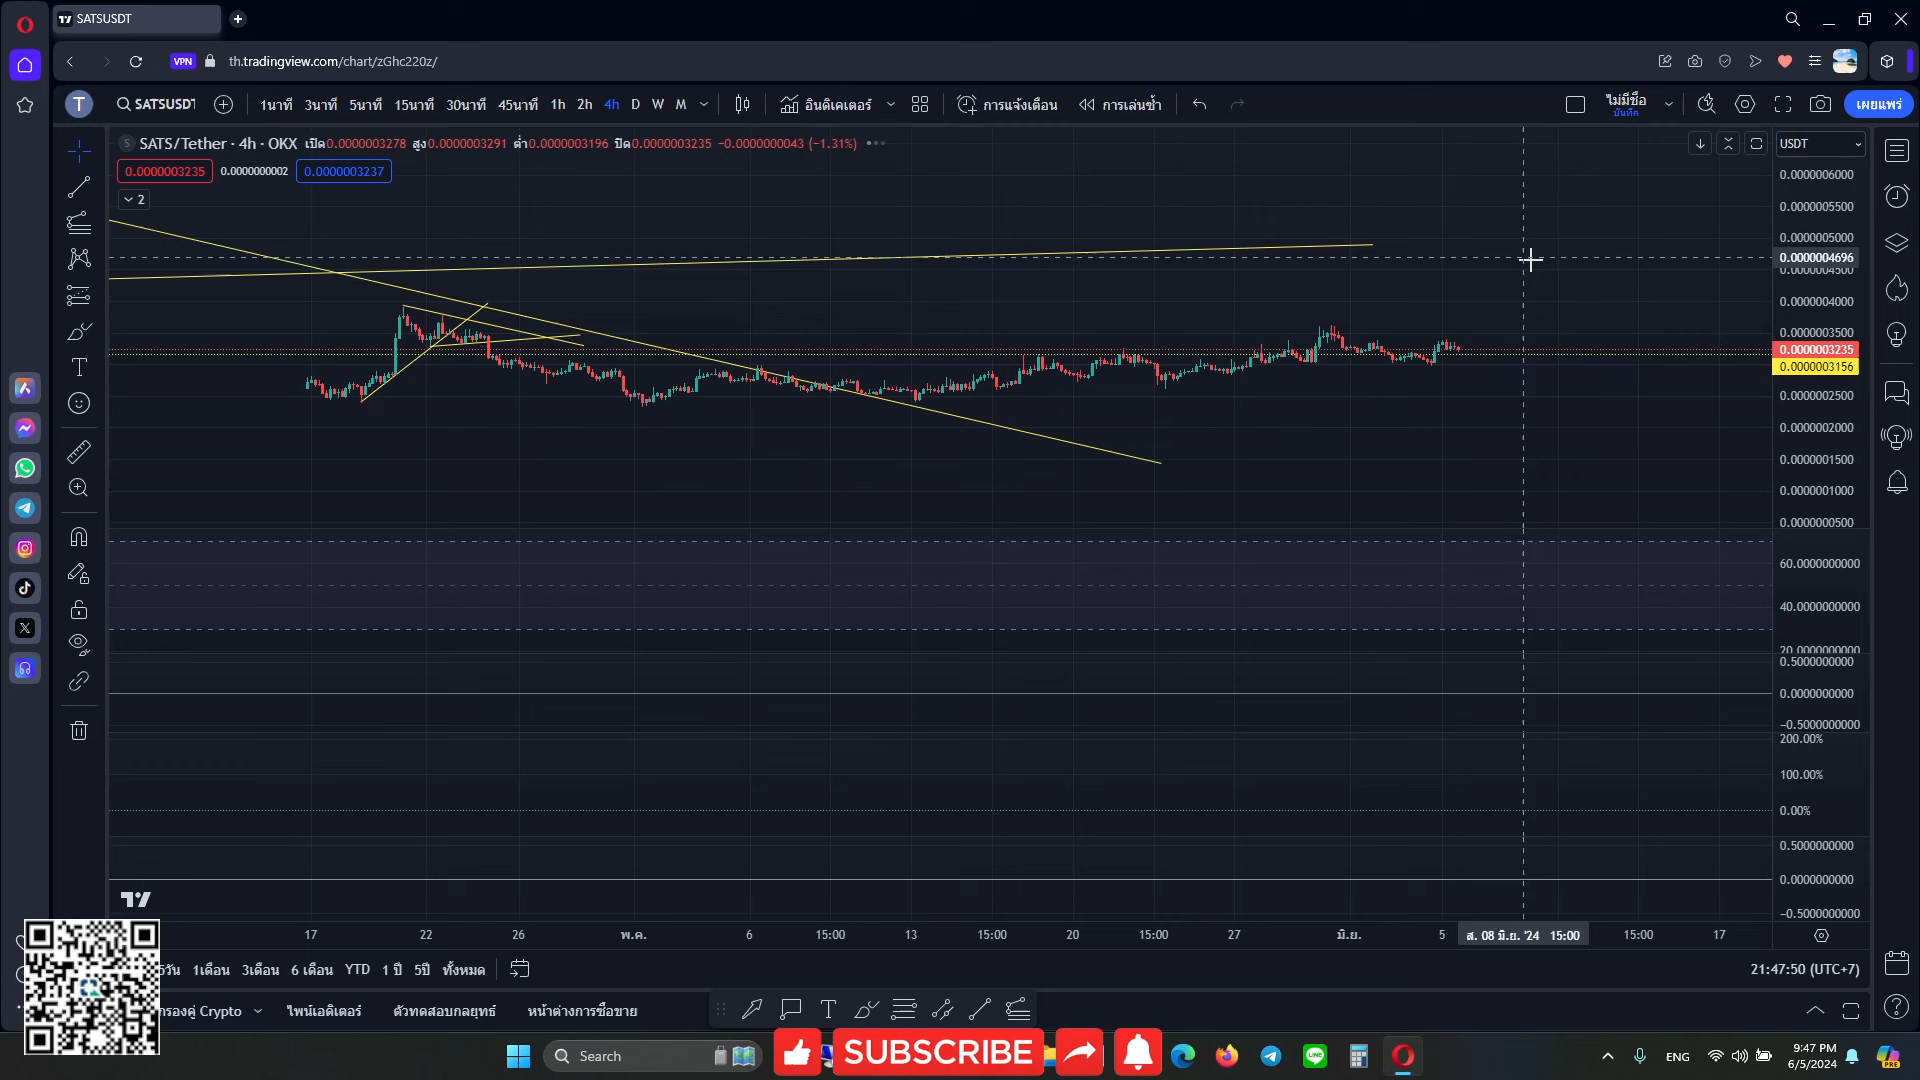 SATSUSDT
VPN
th.tradingview.com/chart/zGhc220z/
T
SATSUSDT
1นาที 3นาที 5นาที 15นาที 30นาที 45นาที 1h 2h 4h D W M
อินดิเคเตอร์
การแจ้งเตือน
การเล่นซ้ำ
ไม่มีชื่อ
บันทึก
เผยแพร่
S SATS/Tether · 4h · OKX เปิด0.0000003278 สูง0.0000003291 ต่ำ0.0000003196 ปิด0.0000003235 −0.0000000043 (−1.31%)
0.0000003235 0.0000000002 0.0000003237
2
USDT
0.0000006000
0.0000005500
0.0000005000
0.0000004696
0.0000004500
0.0000004000
0.0000003500
0.0000003235
0.0000003156
0.0000002500
0.0000002000
0.0000001500
0.0000001000
0.0000000500
60.0000000000
40.0000000000
20.0000000000
0.5000000000
0.0000000000
−0.5000000000
200.00%
100.00%
0.00%
0.5000000000
0.0000000000
−0.5000000000
17 22 26 พ.ค. 6 15:00 13 15:00 20 15:00 27 มิ.ย. 5 ส. 08 มิ.ย. '24 15:00 15:00 17
5วัน 1เดือน 3เดือน 6 เดือน YTD 1 ปี 5ปี ทั้งหมด
21:47:50 (UTC+7)
Crypto ไพน์เอดิเตอร์ ตัวทดสอบกลยุทธ์ หน้าต่างการซื้อขาย
Search
SUBSCRIBE
LINE
ENG
9:47 PM
6/5/2024
PRE